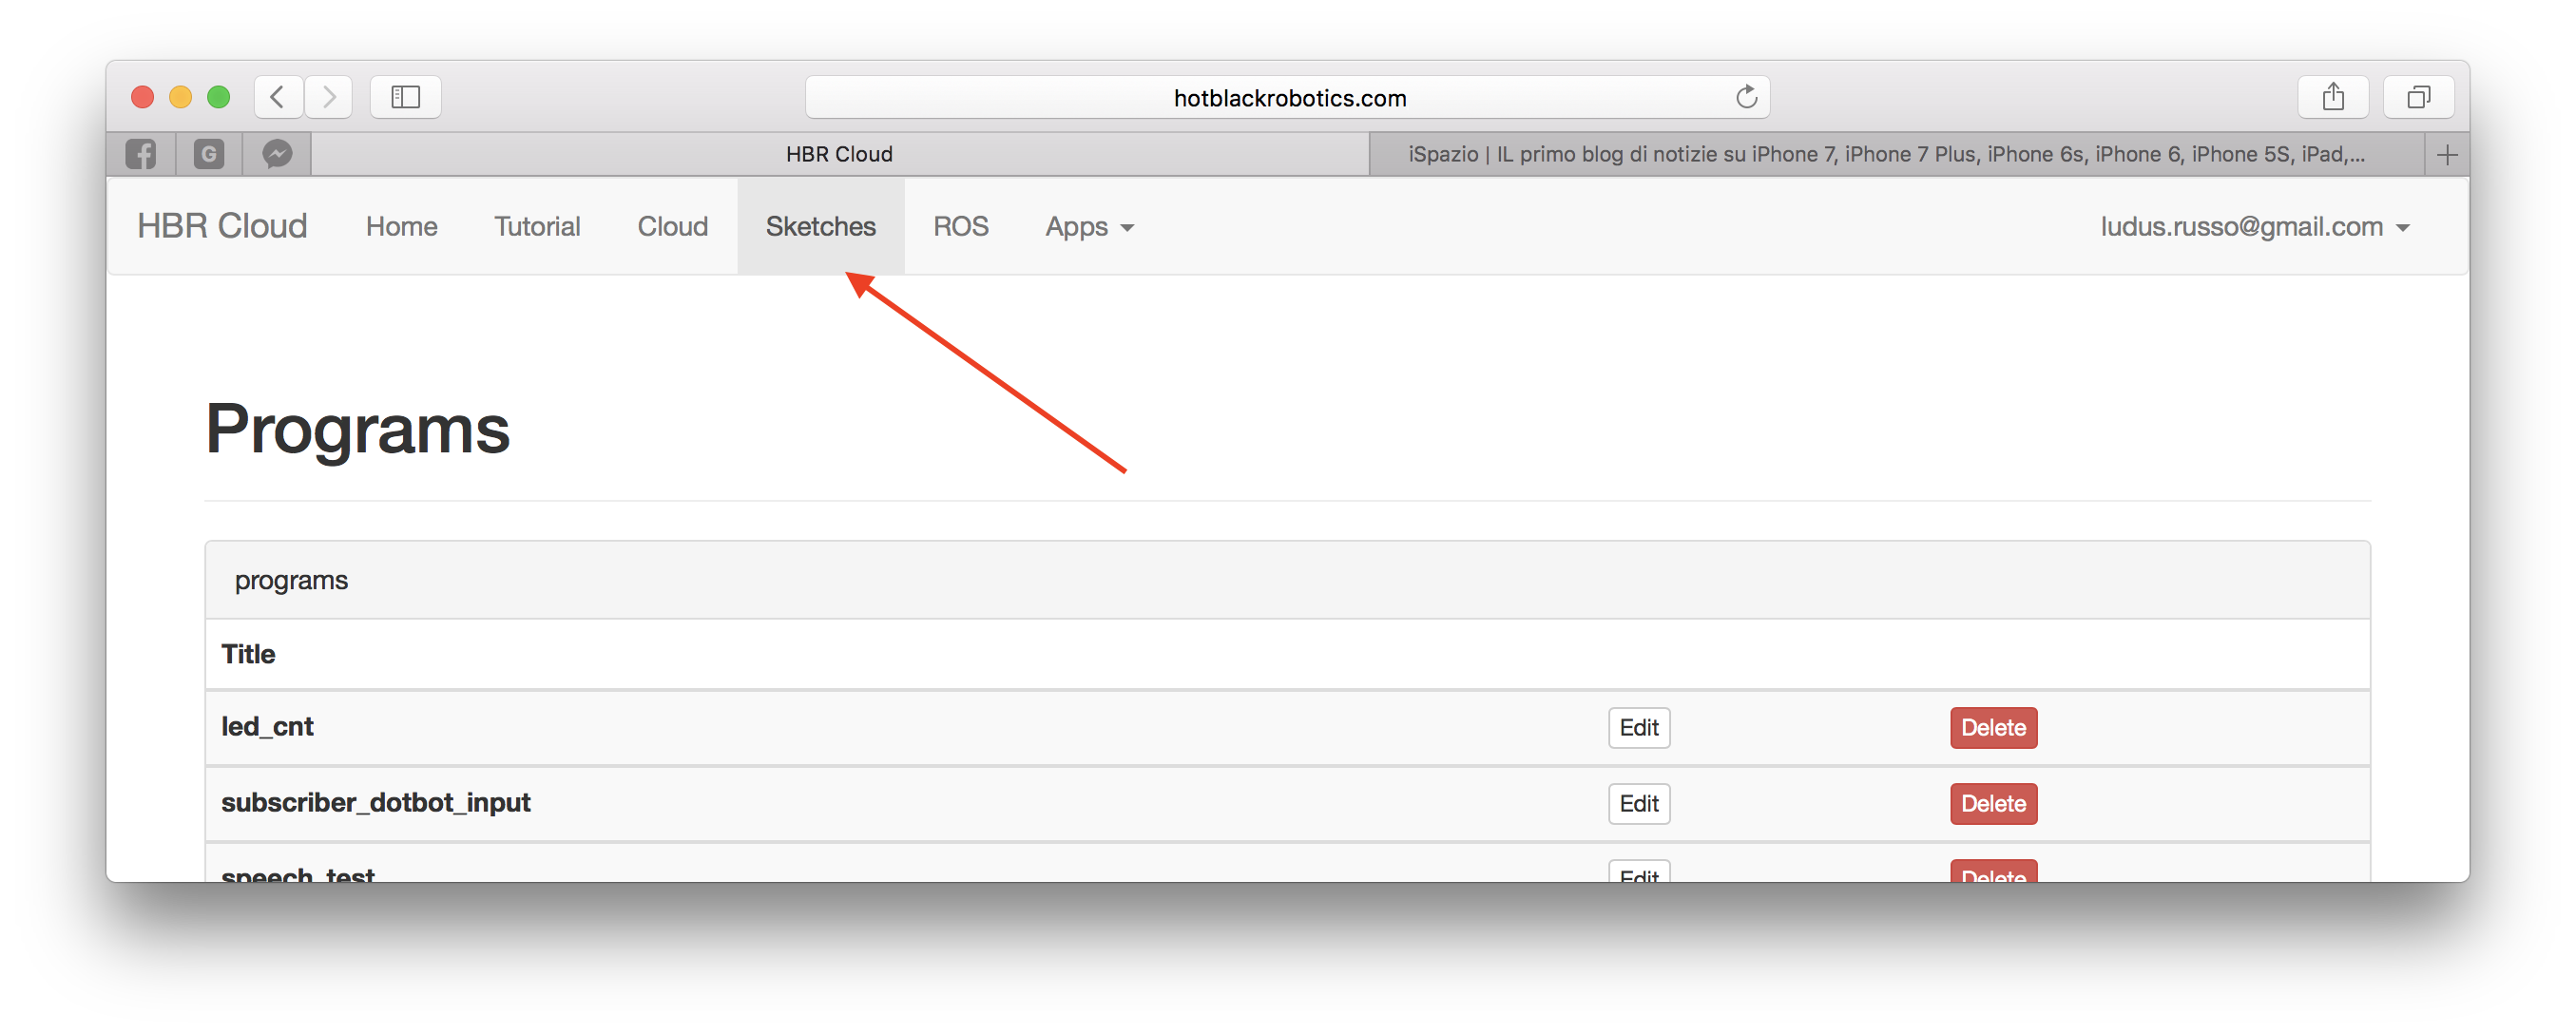 hotblackrobotics.com
G
HBR Cloud
iSpazio | IL primo blog di notizie su iPhone 7, iPhone 7 Plus, iPhone 6s, iPhone 6, iPhone 5S, iPad,...
HBR Cloud Home Tutorial Cloud Sketches ROS Apps ludus.russo@gmail.com
Programs
programs
Title
led_cnt Edit Delete
subscriber_dotbot_input Edit Delete
speech_test Edit Delete